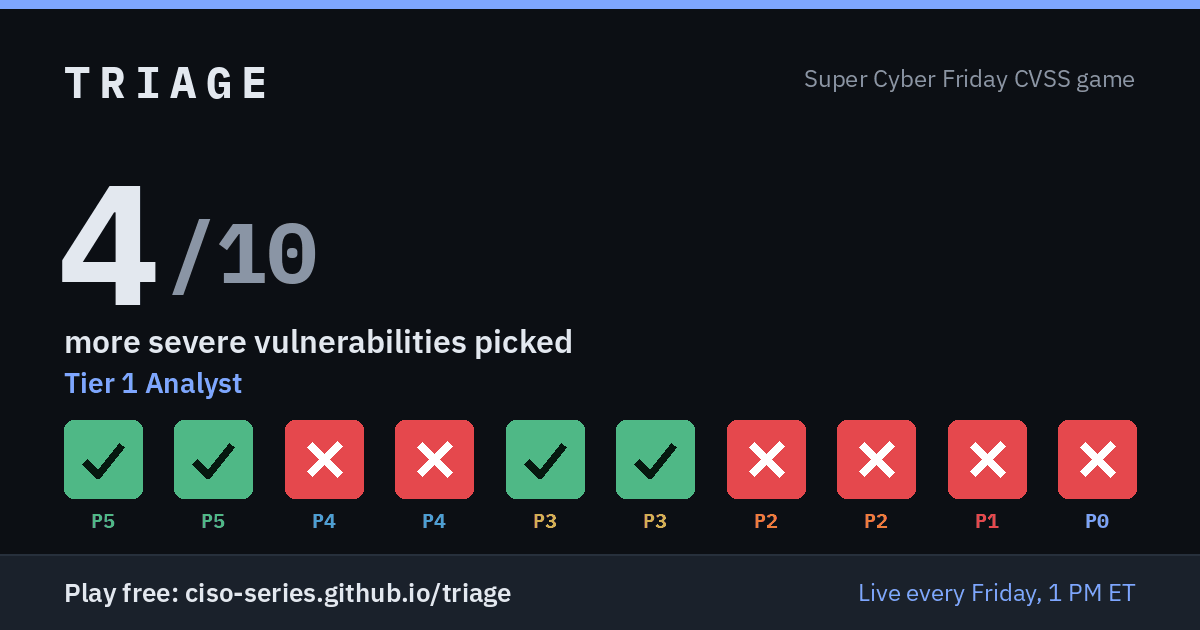 TRIAGE
Super Cyber Friday CVSS game
4/10
more severe vulnerabilities picked
Tier 1 Analyst
P5 P5 P4 P4 P3 P3 P2 P2 P1 P0
Play free: ciso-series.github.io/triage
Live every Friday, 1 PM ET